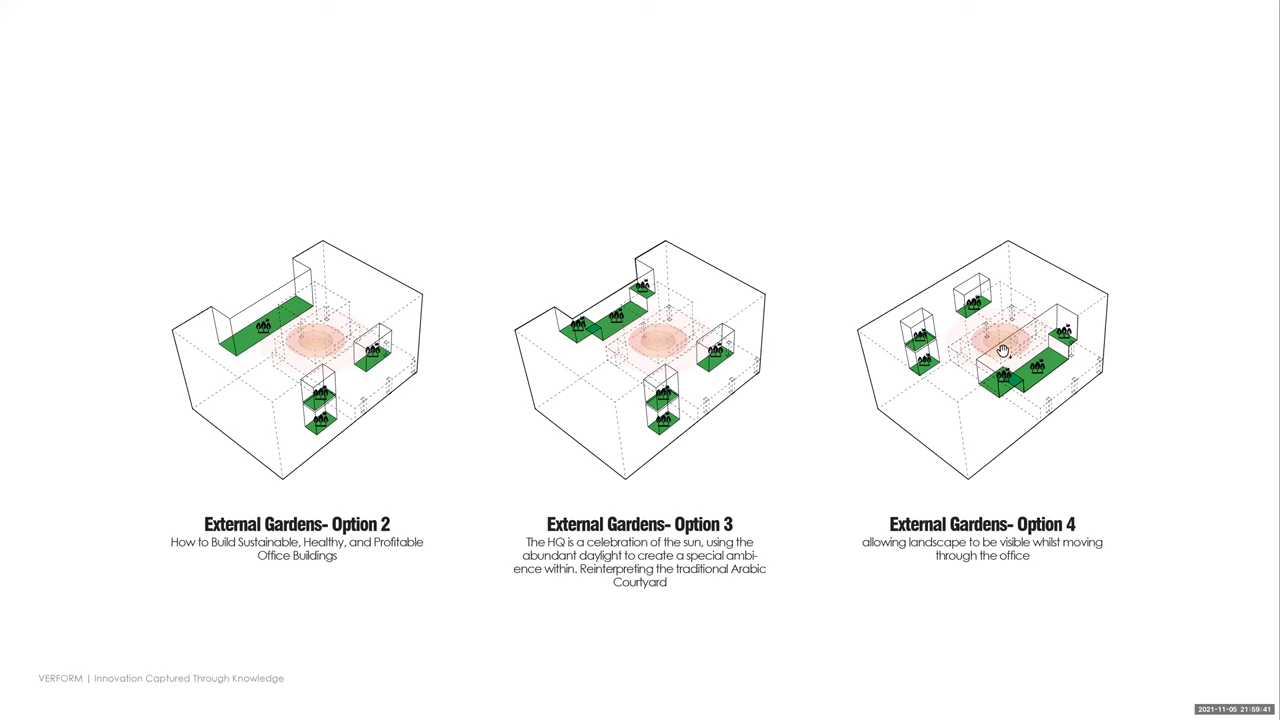 External Gardens- Option 2
How to Build Sustainable, Healthy, and Profitable
Office Buildings
External Gardens- Option 3
The HQ is a celebration of the sun, using the
abundant daylight to create a special ambi-
ence within. Reinterpreting the traditional Arabic
Courtyard
External Gardens- Option 4
allowing landscape to be visible whilst moving
through the office
VERFORM | Innovation Captured Through Knowledge
2021-11-05 21:59:41